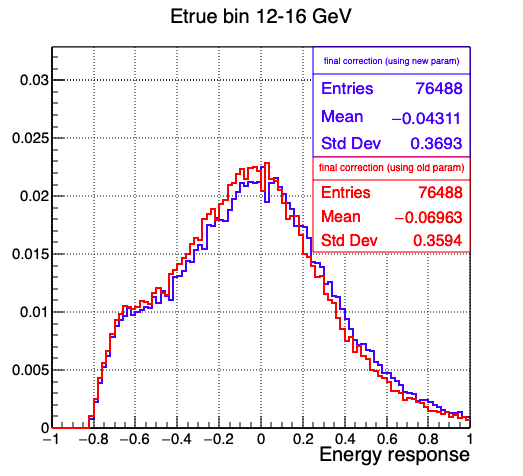 Etrue bin 12-16 GeV
final correction (using new param)
Entries 76488
Mean −0.04311
Std Dev 0.3693
final correction (using old param)
Entries 76488
Mean −0.06963
Std Dev 0.3594
0.03
0.025
0.02
0.015
0.01
0.005
0
−1 −0.8 −0.6 −0.4 −0.2 0 0.2 0.4 0.6 0.8 1
Energy response